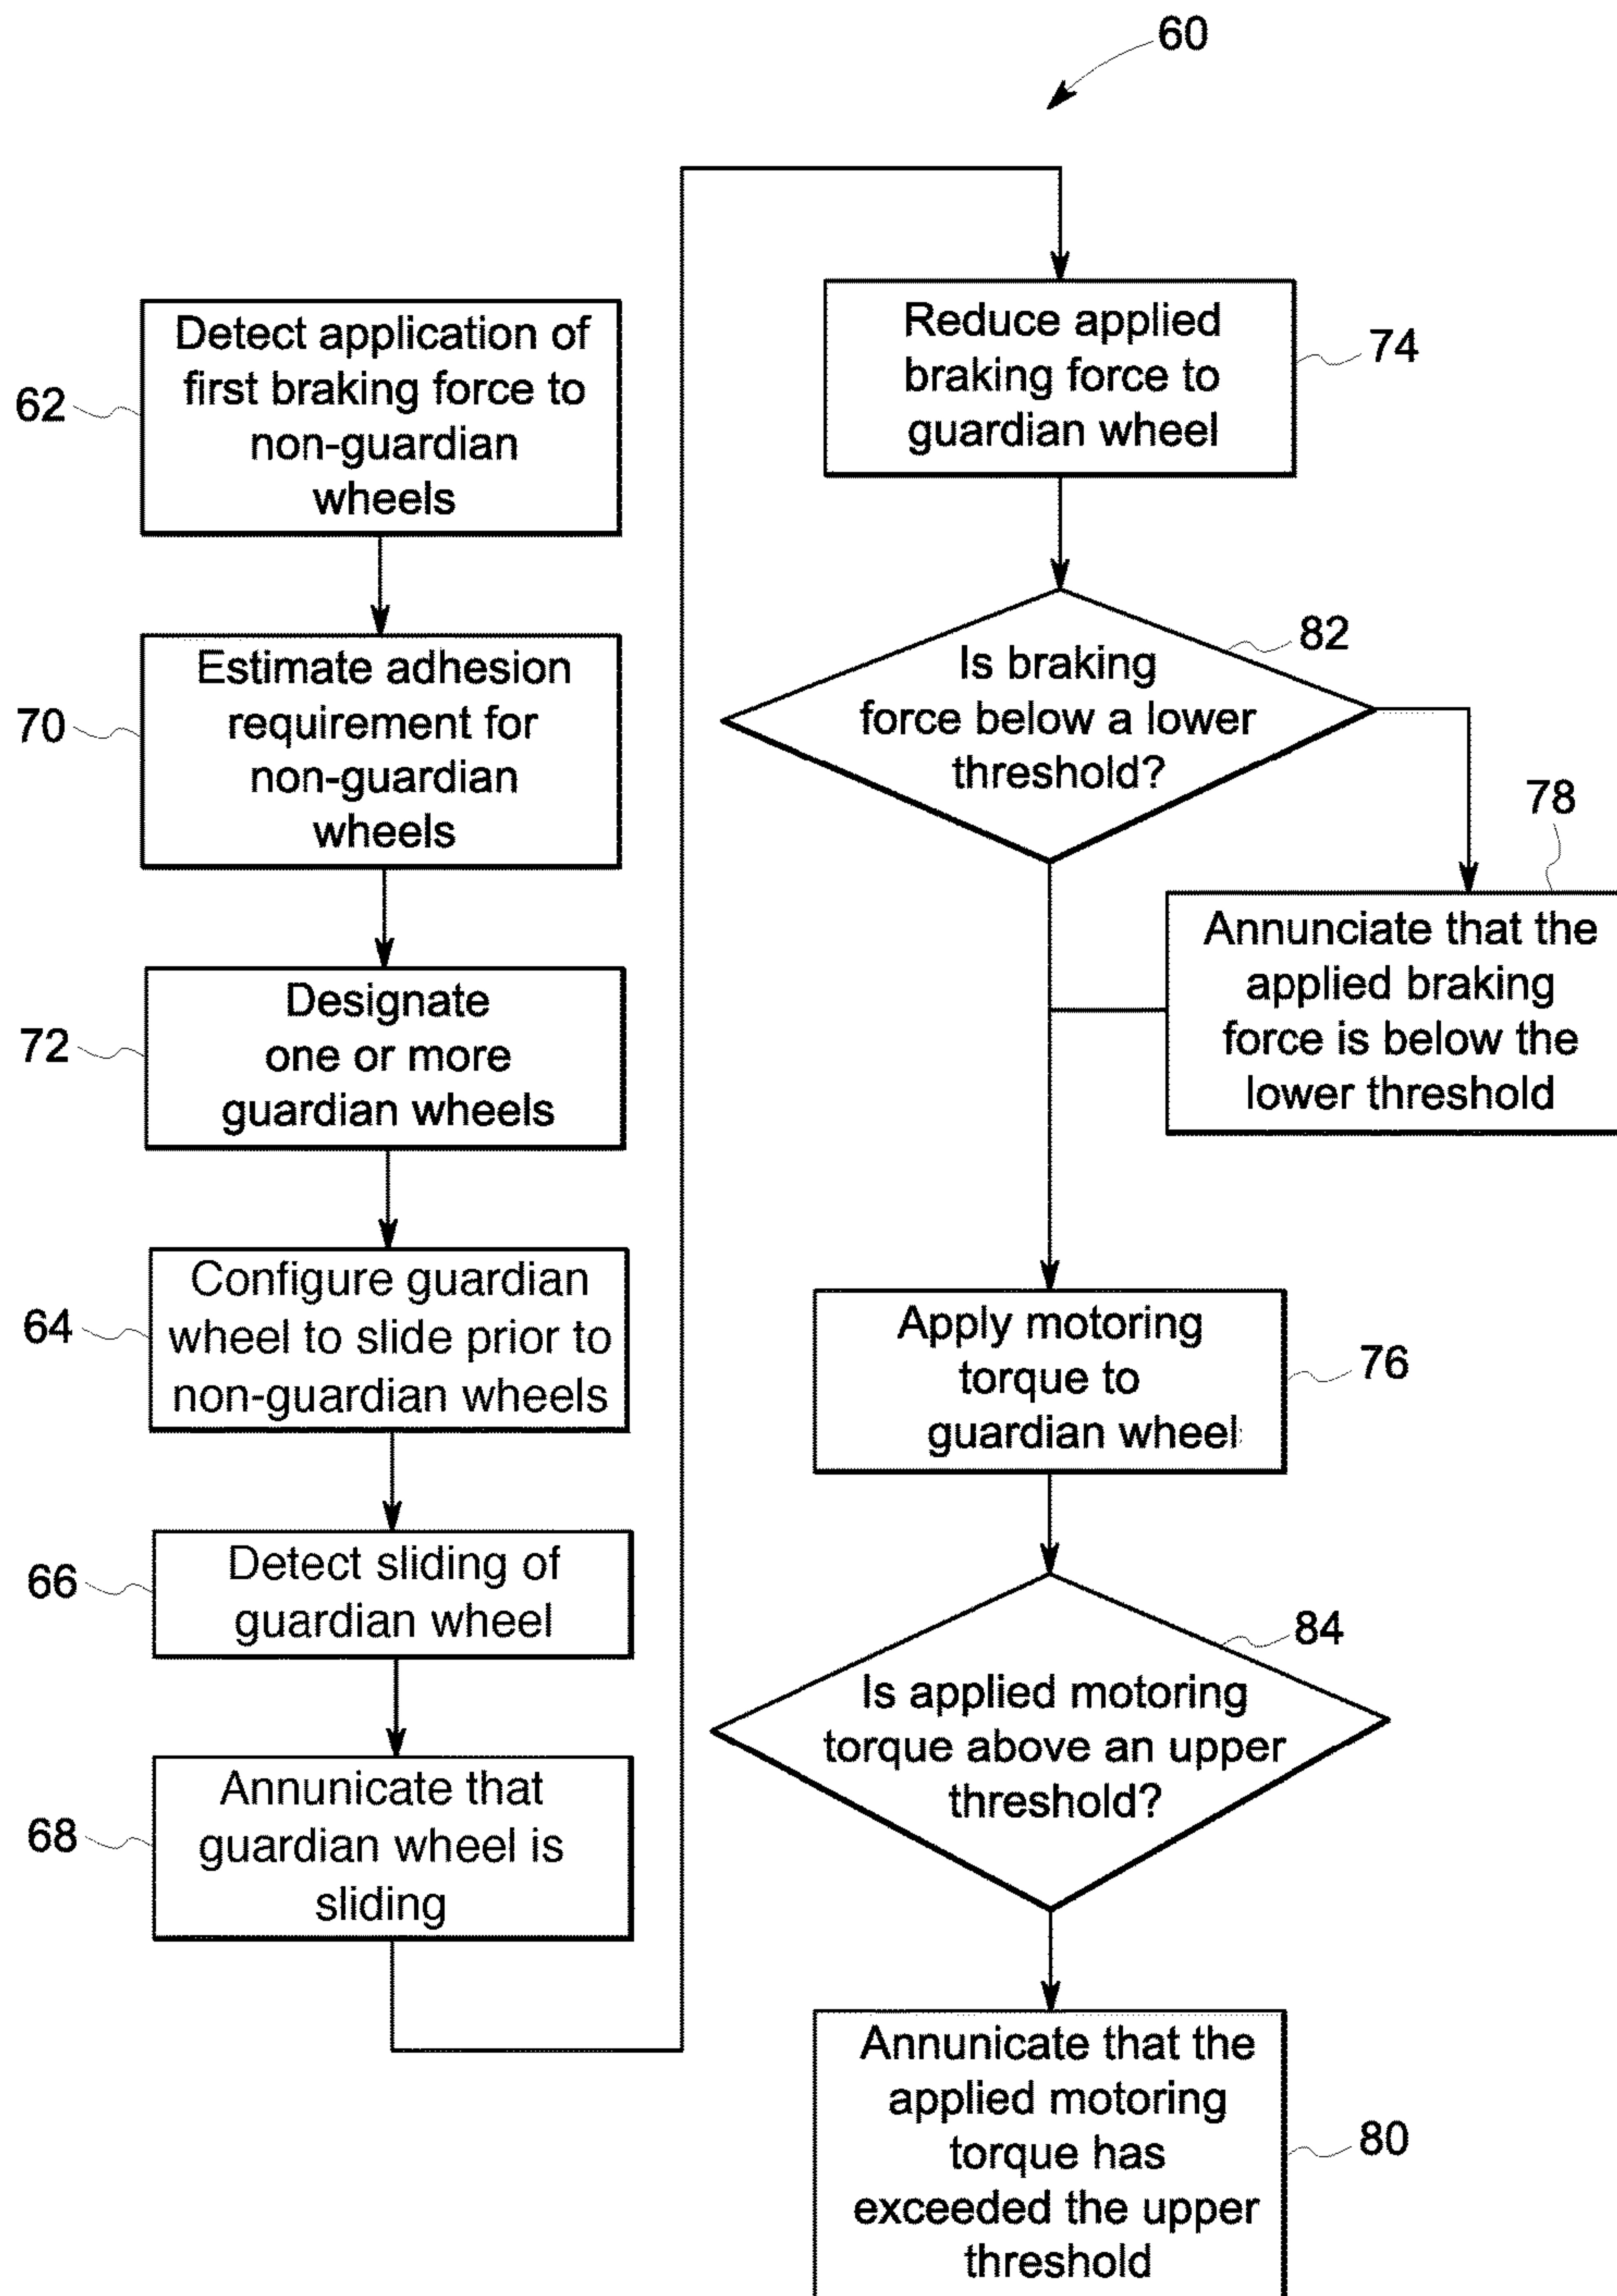 60
62
Detect application of
first braking force to
non-guardian
wheels
70
Estimate adhesion
requirement for
non-guardian
wheels
72
Designate
one or more
guardian wheels
64
Configure guardian
wheel to slide prior to
non-guardian wheels
66
Detect sliding of
guardian wheel
68
Annunicate that
guardian wheel is
sliding
Reduce applied
braking force to
guardian wheel
74
Is braking
force below a lower
threshold?
82
78
Annunciate that the
applied braking
force is below the
lower threshold
Apply motoring
torque to
guardian wheel
76
84
Is applied motoring
torque above an upper
threshold?
Annunicate that the
applied motoring
torque has
exceeded the upper
threshold
80